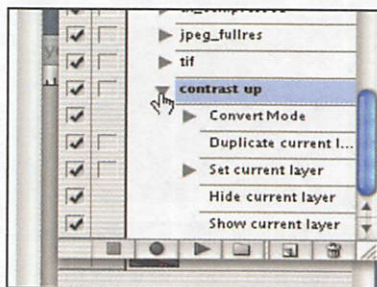 jpeg_fullres
tif
contrast up
Convert Mode
Duplicate current l...
Set current layer
Hide current layer
Show current layer